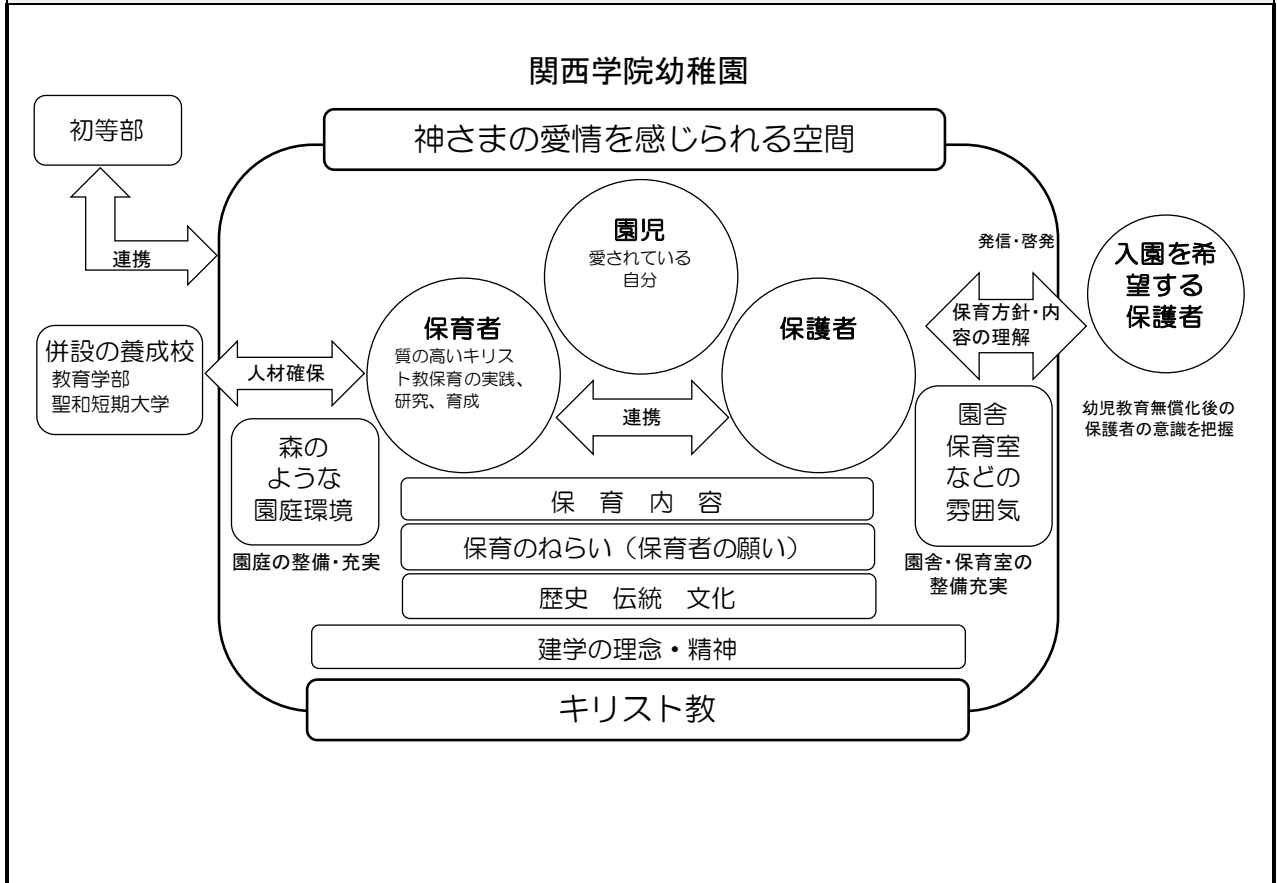 関西学院幼稚園
初等部
神さまの愛情を感じられる空間
連携
園児
愛されている
自分
発信・啓発
入園を希
望する
保護者
保育者
質の高いキリス
ト教保育の実践、
研究、育成
保護者
保育方針・内
容の理解
併設の養成校
教育学部
聖和短期大学
人材確保
連携
幼児教育無償化後の
保護者の意識を把握
森の
ような
園庭環境
園庭の整備・充実
園舎
保育室
などの
雰囲気
園舎・保育室の
整備充実
保 育 内 容
保育のねらい（保育者の願い）
歴史 伝統 文化
建学の理念・精神
キリスト教